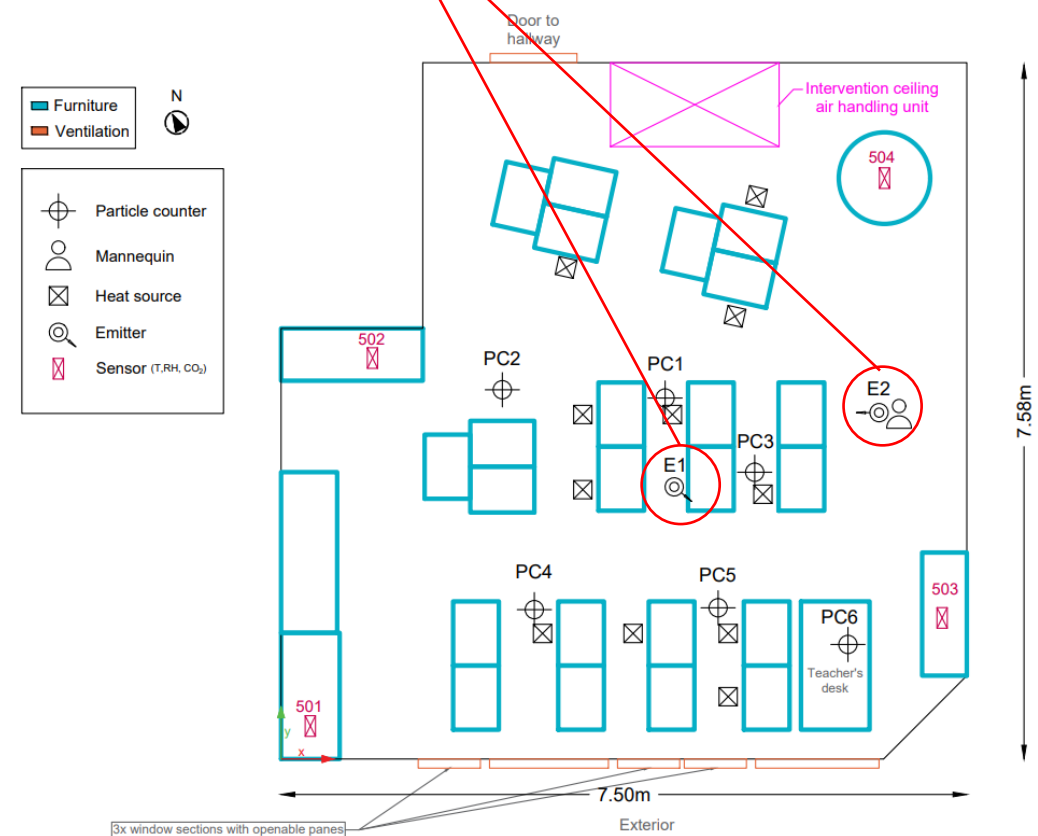 Door to
hallway
Furniture
Ventilation
N
Intervention ceiling
air handling unit
Particle counter
Mannequin
Heat source
Emitter
Sensor (T,RH, CO₂)
504
502
PC2
PC1
E2
PC3
E1
7.58m
PC4
PC5
503
PC6
Teacher's
desk
501
y
x
7.50m
3x window sections with openable panes
Exterior